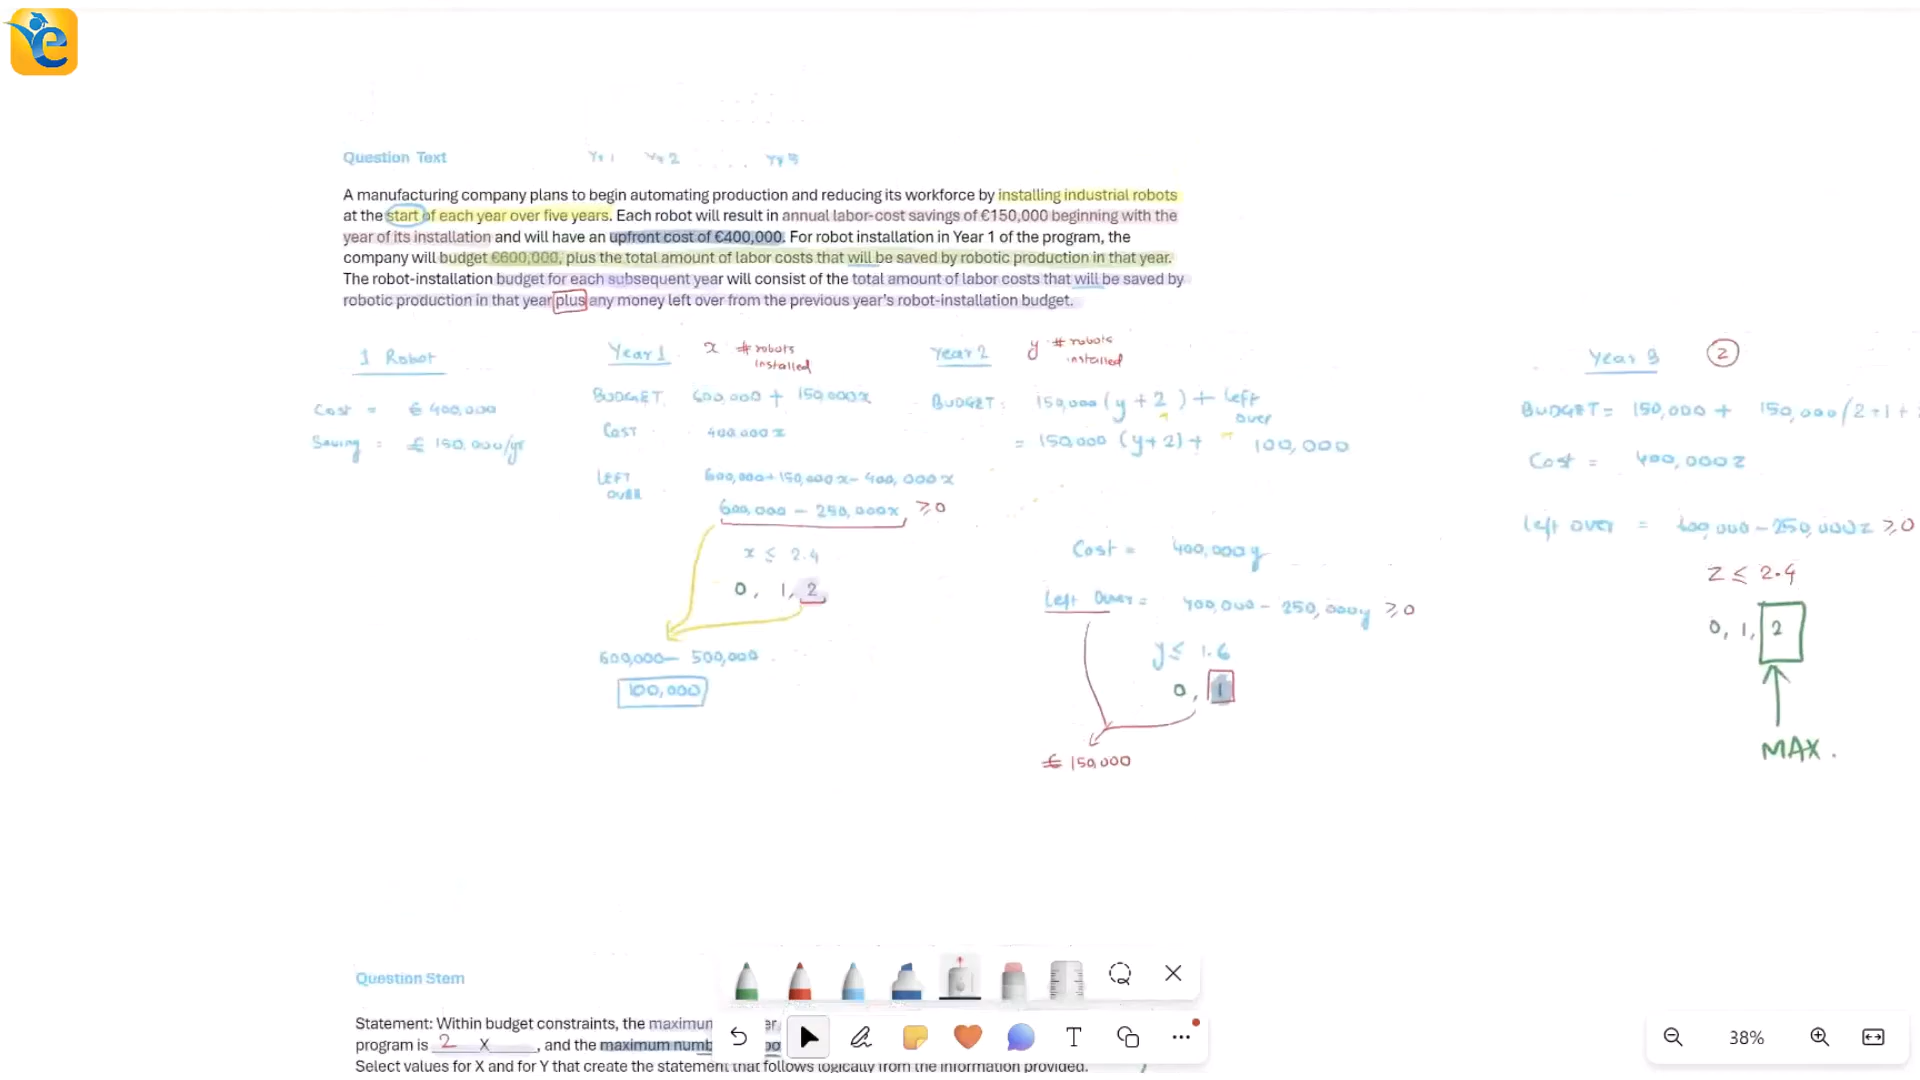 e
Question Text
Yr 1 Yr 2 .... Yr 5
A manufacturing company plans to begin automating production and reducing its workforce by installing industrial robots
at the start of each year over five years. Each robot will result in annual labor-cost savings of €150,000 beginning with the
year of its installation and will have an upfront cost of €400,000. For robot installation in Year 1 of the program, the
company will budget €600,000, plus the total amount of labor costs that will be saved by robotic production in that year.
The robot-installation budget for each subsequent year will consist of the total amount of labor costs that will be saved by
robotic production in that year plus any money left over from the previous year's robot-installation budget.
1 Robot
Cost = € 400,000
Saving = € 150,000/yr
Year 1 x # robots installed
BUDGET 600,000 + 150,000x
COST 400,000x
LEFT OVER 600,000+150,000x-400,000x
600,000 - 250,000x ≥0
x ≤ 2.4
0, 1, 2
600,000- 500,000
100,000
Year 2 y # robots installed
BUDGET: 150,000 (y+2) + Left over
= 150,000 (y+2) + 100,000
Cost = 400,000y
Left Over = 400,000 - 250,000y ≥0
y ≤ 1.6
0, 1
€ 150,000
Year 3 2
BUDGET = 150,000 + 150,000(2+1+
Cost = 400,000z
Left over = 600,000-250,000z ≥0
z ≤ 2.4
0, 1, 2
MAX.
Question Stem
Statement: Within budget constraints, the maximum
program is 2 X, and the maximum
Select values for X and for Y that create the statement that follows logically from the information provided.
T
38%